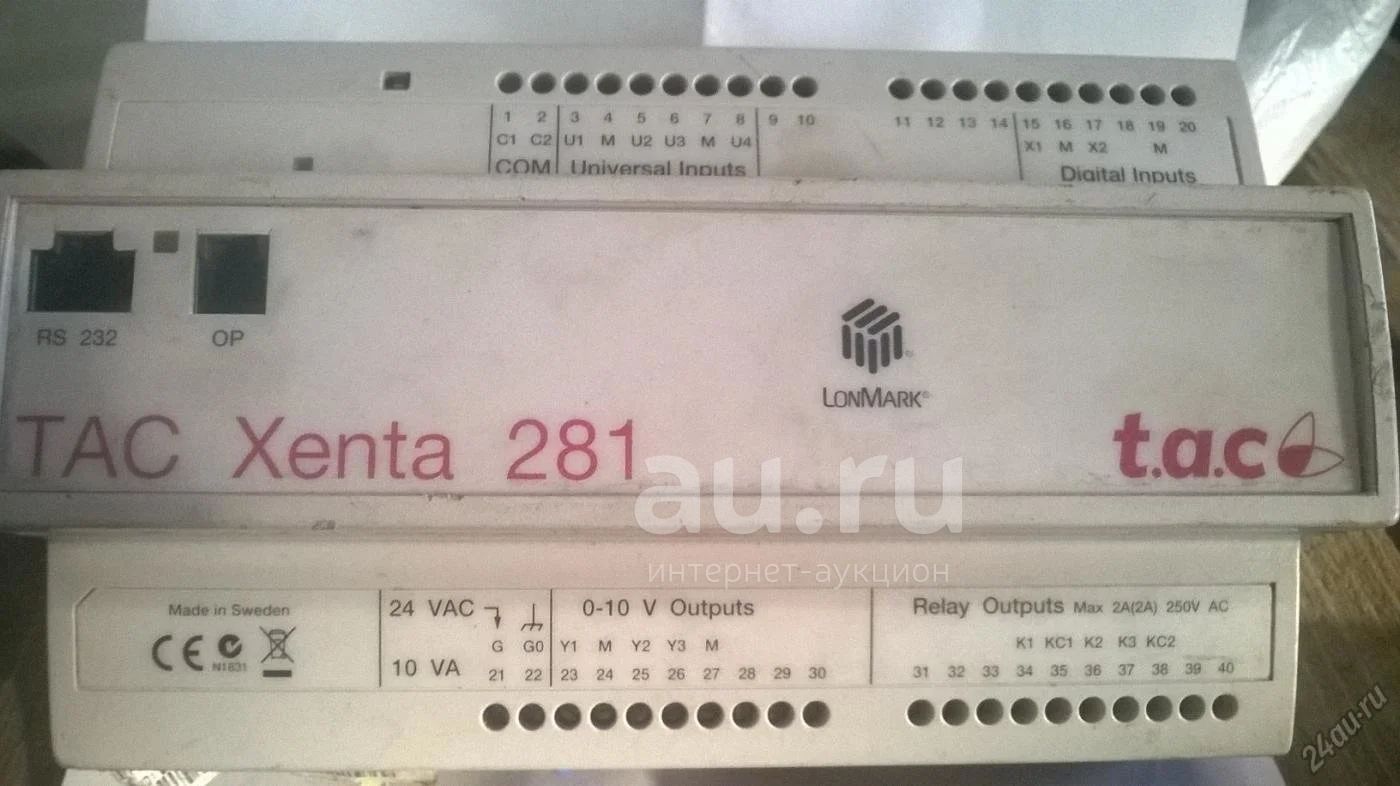 1 2 3 4 5 6 7 8 9 10 11 12 13 14 15 16 17 18 19 20
C1 C2 U1 M U2 U3 M U4 X1 M X2 M
COM Universal Inputs Digital Inputs
RS 232 OP
LONMARK®
TAC Xenta 281
t.a.c
au.ru
интернет-аукцион
Made in Sweden
CE N1831
24 VAC
10 VA
0-10 V Outputs
G G0 Y1 M Y2 Y3 M
21 22 23 24 25 26 27 28 29 30
Relay Outputs Max 2A(2A) 250V AC
K1 KC1 K2 K3 KC2
31 32 33 34 35 36 37 38 39 40
24au.ru